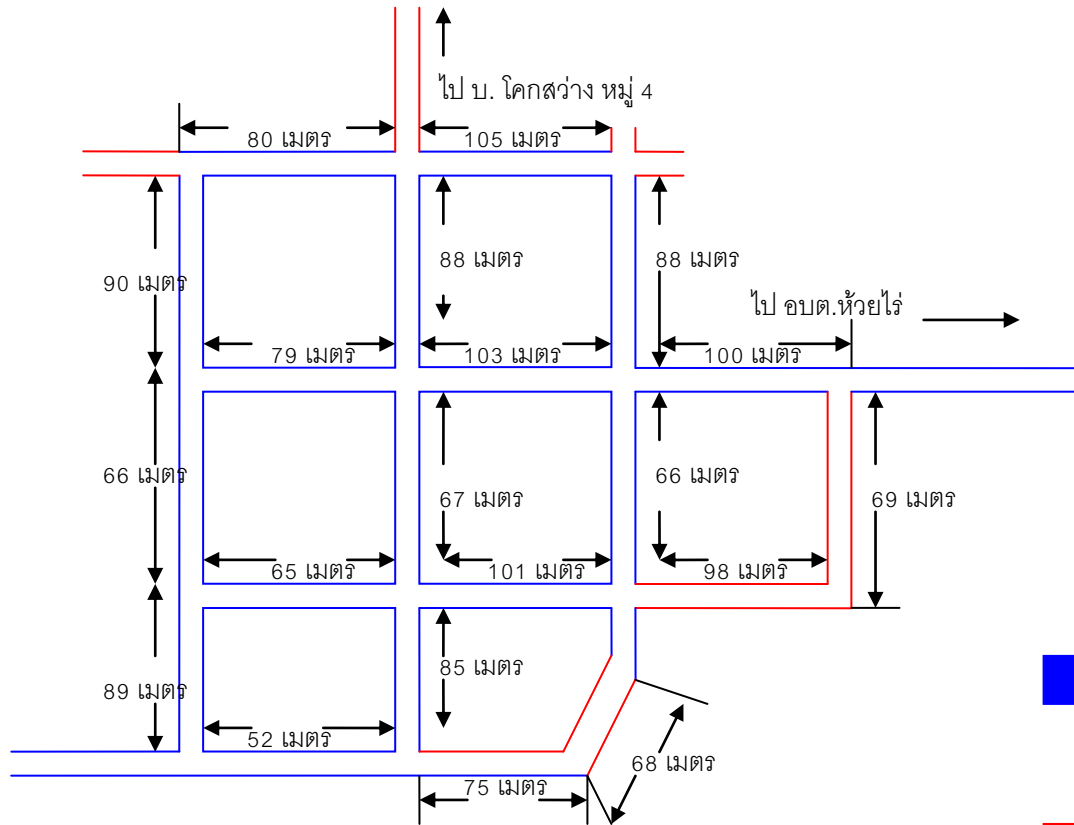 ไป บ. โคกสว่าง หมู่ 4
80 เมตร
105 เมตร
90 เมตร
88 เมตร
88 เมตร
ไป อบต.ห้วยไร่
79 เมตร
103 เมตร
100 เมตร
66 เมตร
67 เมตร
66 เมตร
69 เมตร
65 เมตร
101 เมตร
98 เมตร
89 เมตร
85 เมตร
52 เมตร
68 เมตร
75 เมตร